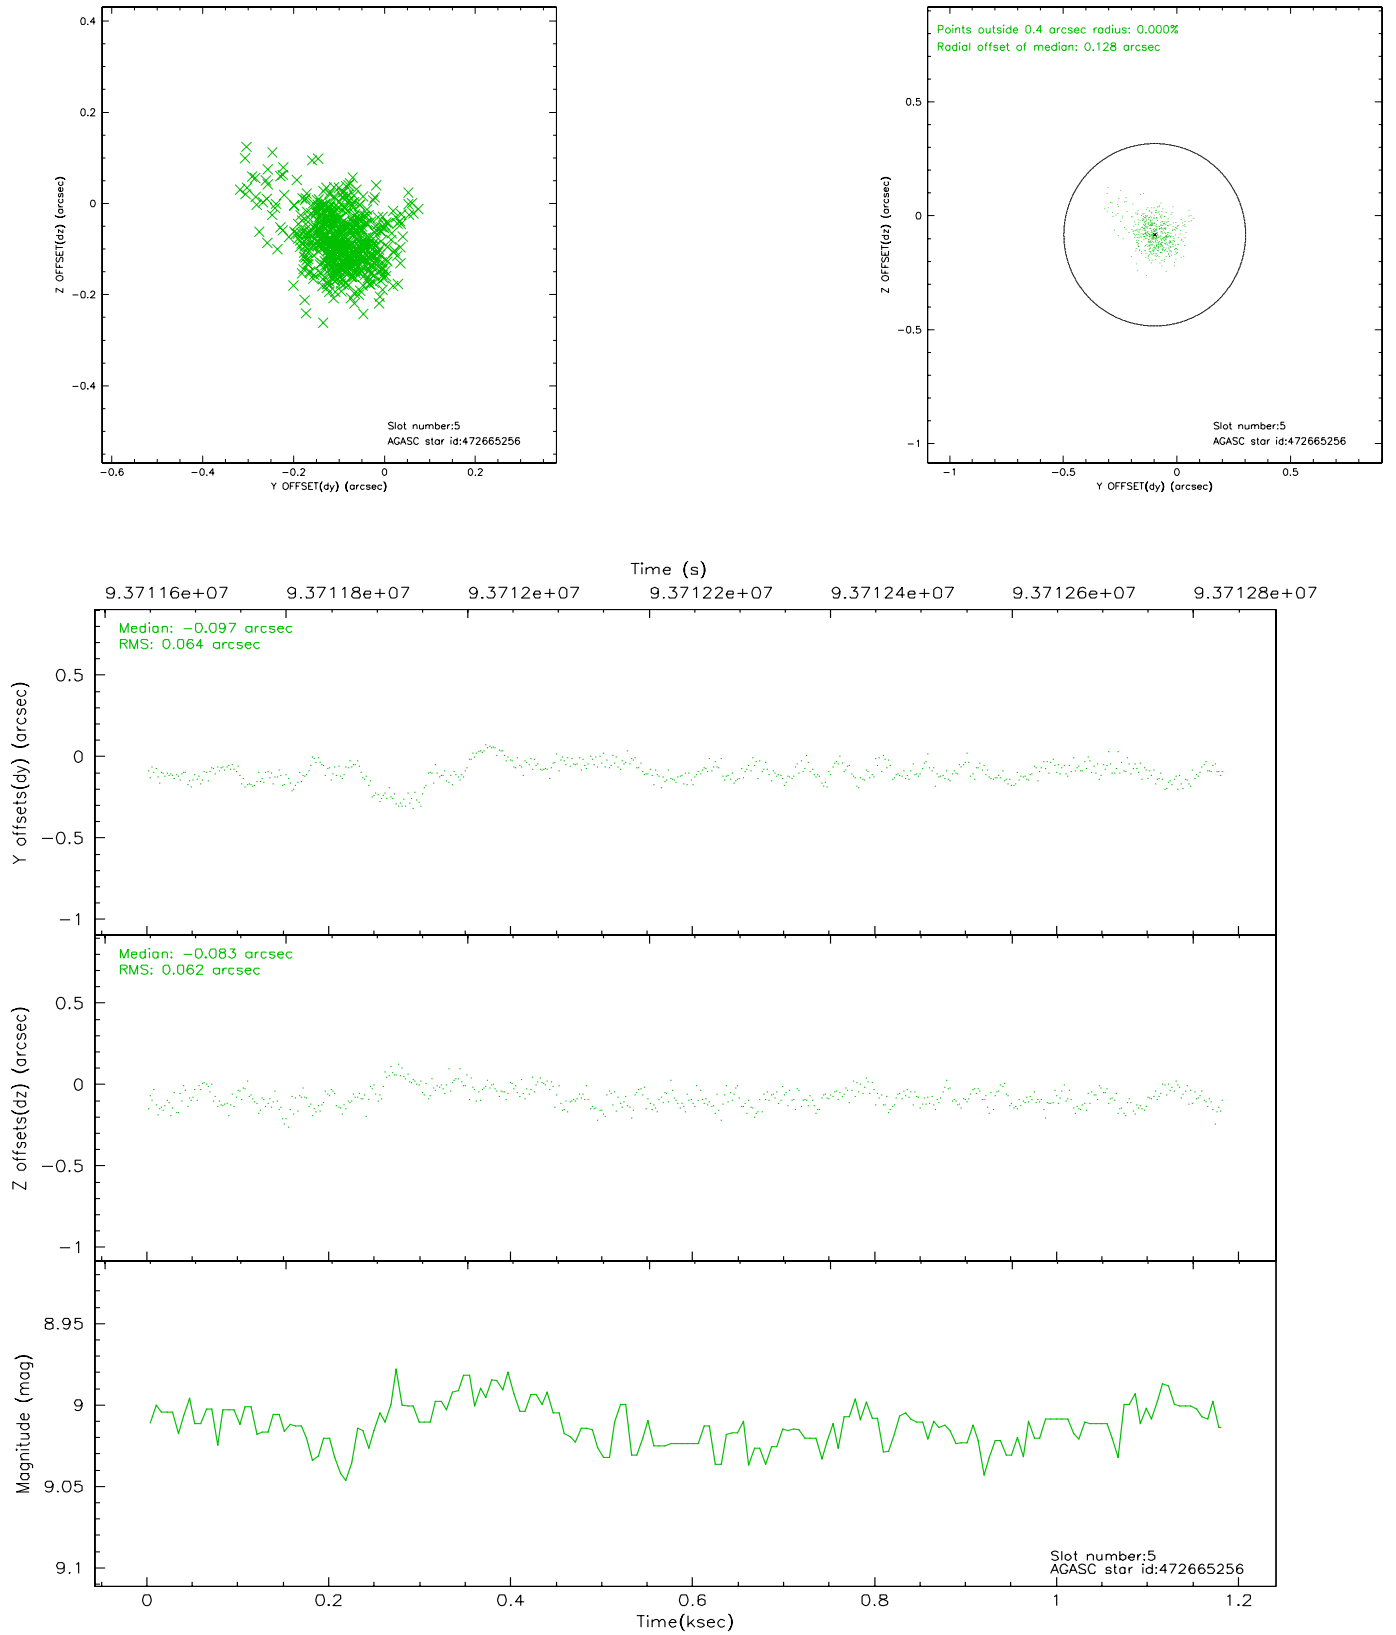 0.4
0.2
0
−0.2
−0.4
Z OFFSET(dz) (arcsec)
Slot number:5
AGASC star id:472665256
−0.6 −0.4 −0.2 0 0.2
Y OFFSET(dy) (arcsec)
Points outside 0.4 arcsec radius: 0.000%
Radial offset of median: 0.128 arcsec
0.5
0
−0.5
−1
Z OFFSET(dz) (arcsec)
Slot number:5
AGASC star id:472665256
−1 −0.5 0 0.5
Y OFFSET(dy) (arcsec)
Time (s)
9.37116e+07 9.37118e+07 9.3712e+07 9.37122e+07 9.37124e+07 9.37126e+07 9.37128e+07
Median: −0.097 arcsec
RMS: 0.064 arcsec
0.5
0
−0.5
−1
Y offsets(dy) (arcsec)
Median: −0.083 arcsec
RMS: 0.062 arcsec
0.5
0
−0.5
−1
Z offsets(dz) (arcsec)
8.95
9
9.05
9.1
Magnitude (mag)
Slot number:5
AGASC star id:472665256
0 0.2 0.4 0.6 0.8 1 1.2
Time(ksec)